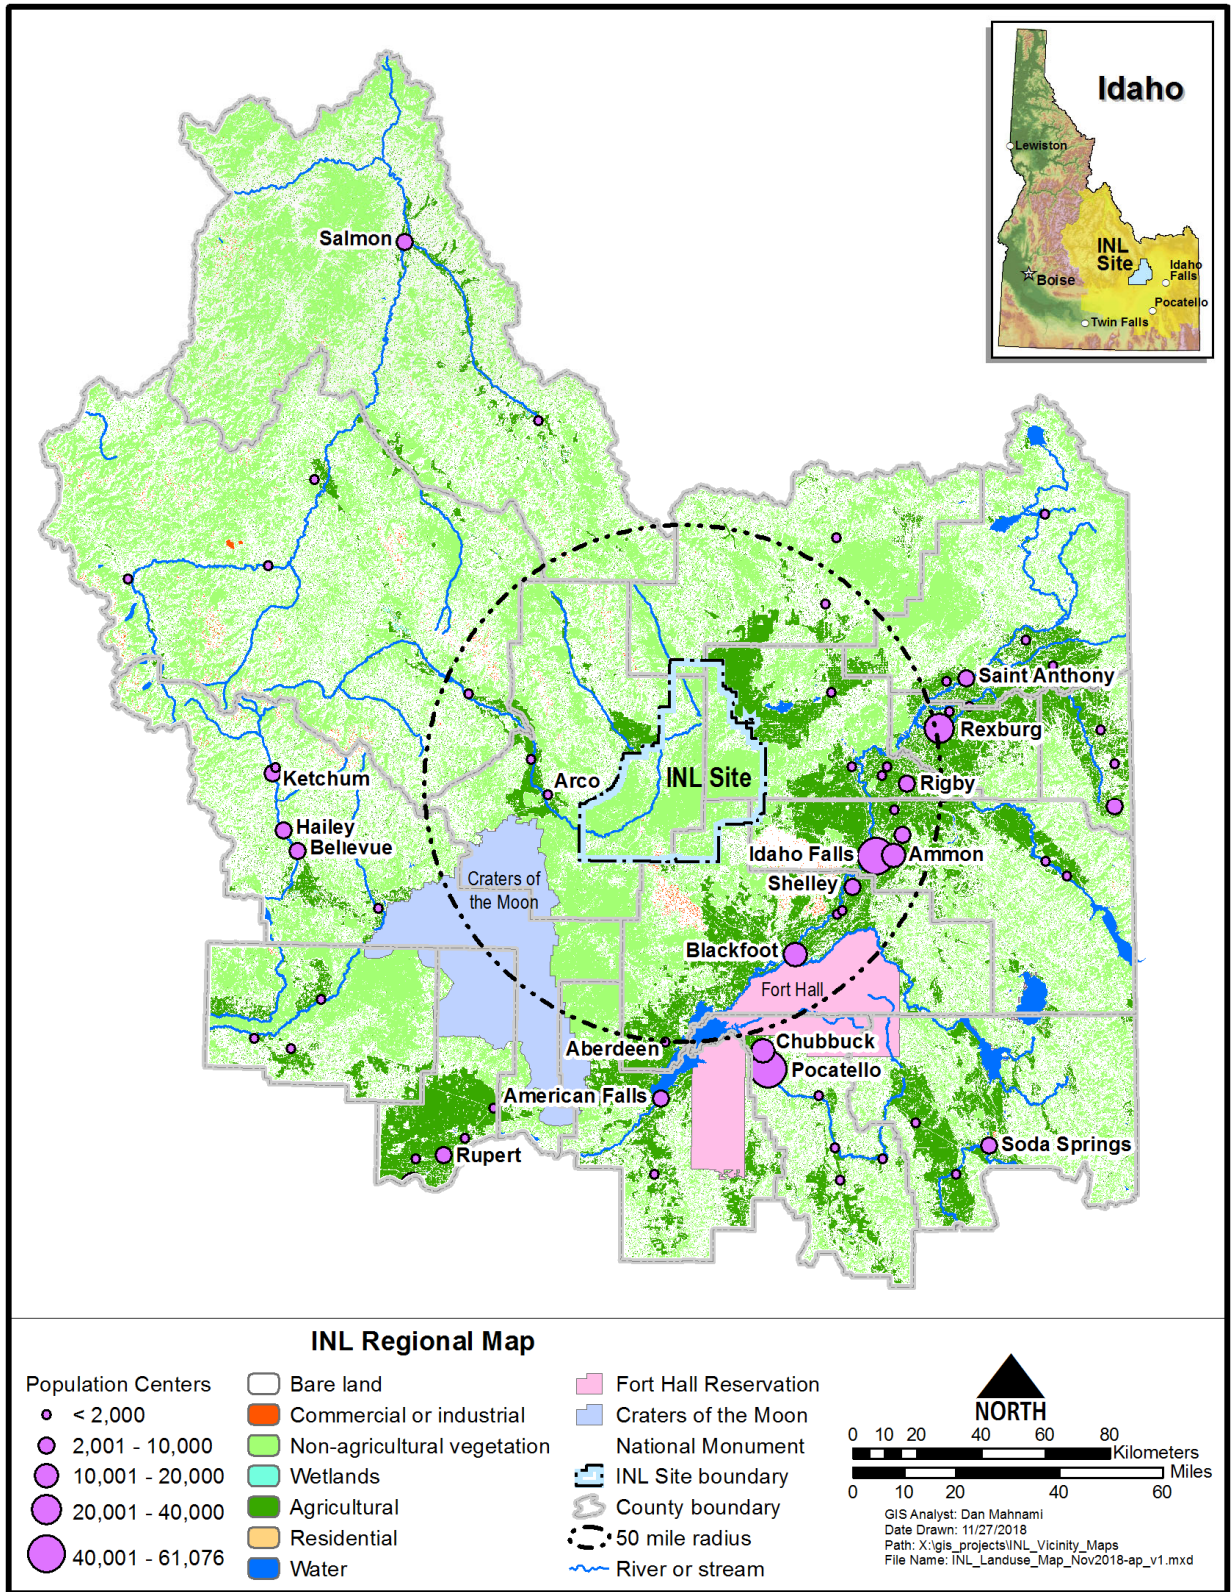 Idaho
Lewiston
INL
Site
Boise
Idaho
Falls
Pocatello
Twin Falls
Salmon
Saint Anthony
Rexburg
Ketchum
Arco
INL Site
Rigby
Hailey
Bellevue
Idaho Falls
Ammon
Craters of
the Moon
Shelley
Blackfoot
Fort Hall
Aberdeen
Chubbuck
Pocatello
American Falls
Rupert
Soda Springs
INL Regional Map
Population Centers
< 2,000
2,001 - 10,000
10,001 - 20,000
20,001 - 40,000
40,001 - 61,076
Bare land
Commercial or industrial
Non-agricultural vegetation
Wetlands
Agricultural
Residential
Water
Fort Hall Reservation
Craters of the Moon
National Monument
INL Site boundary
County boundary
50 mile radius
River or stream
NORTH
0 10 20 40 60 80
Kilometers
Miles
0 10 20 40 60
GIS Analyst: Dan Mahnami
Date Drawn: 11/27/2018
Path: X:\gis_projects\INL_Vicinity_Maps
File Name: INL_Landuse_Map_Nov2018-ap_v1.mxd